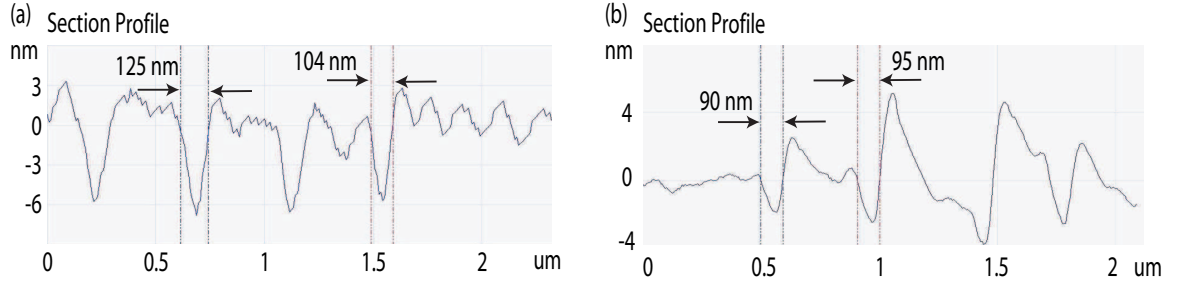 (a) Section Profile
nm
125 nm
104 nm
3
0
-3
-6
0 0.5 1 1.5 2 um
(b) Section Profile
nm
95 nm
90 nm
4
0
-4
0 0.5 1 1.5 2 um